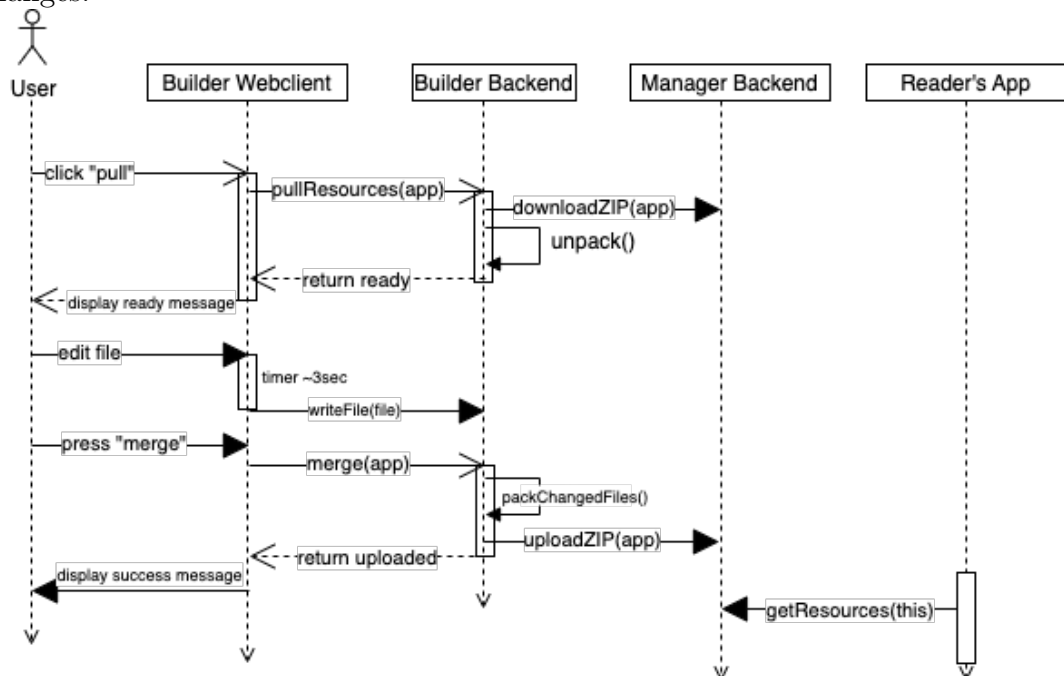 User
Builder Webclient
Builder Backend
Manager Backend
Reader's App
click "pull"
pullResources(app)
downloadZIP(app)
unpack()
return ready
display ready message
edit file
timer ~3sec
writeFile(file)
press "merge"
merge(app)
packChangedFiles()
uploadZIP(app)
return uploaded
display success message
getResources(this)